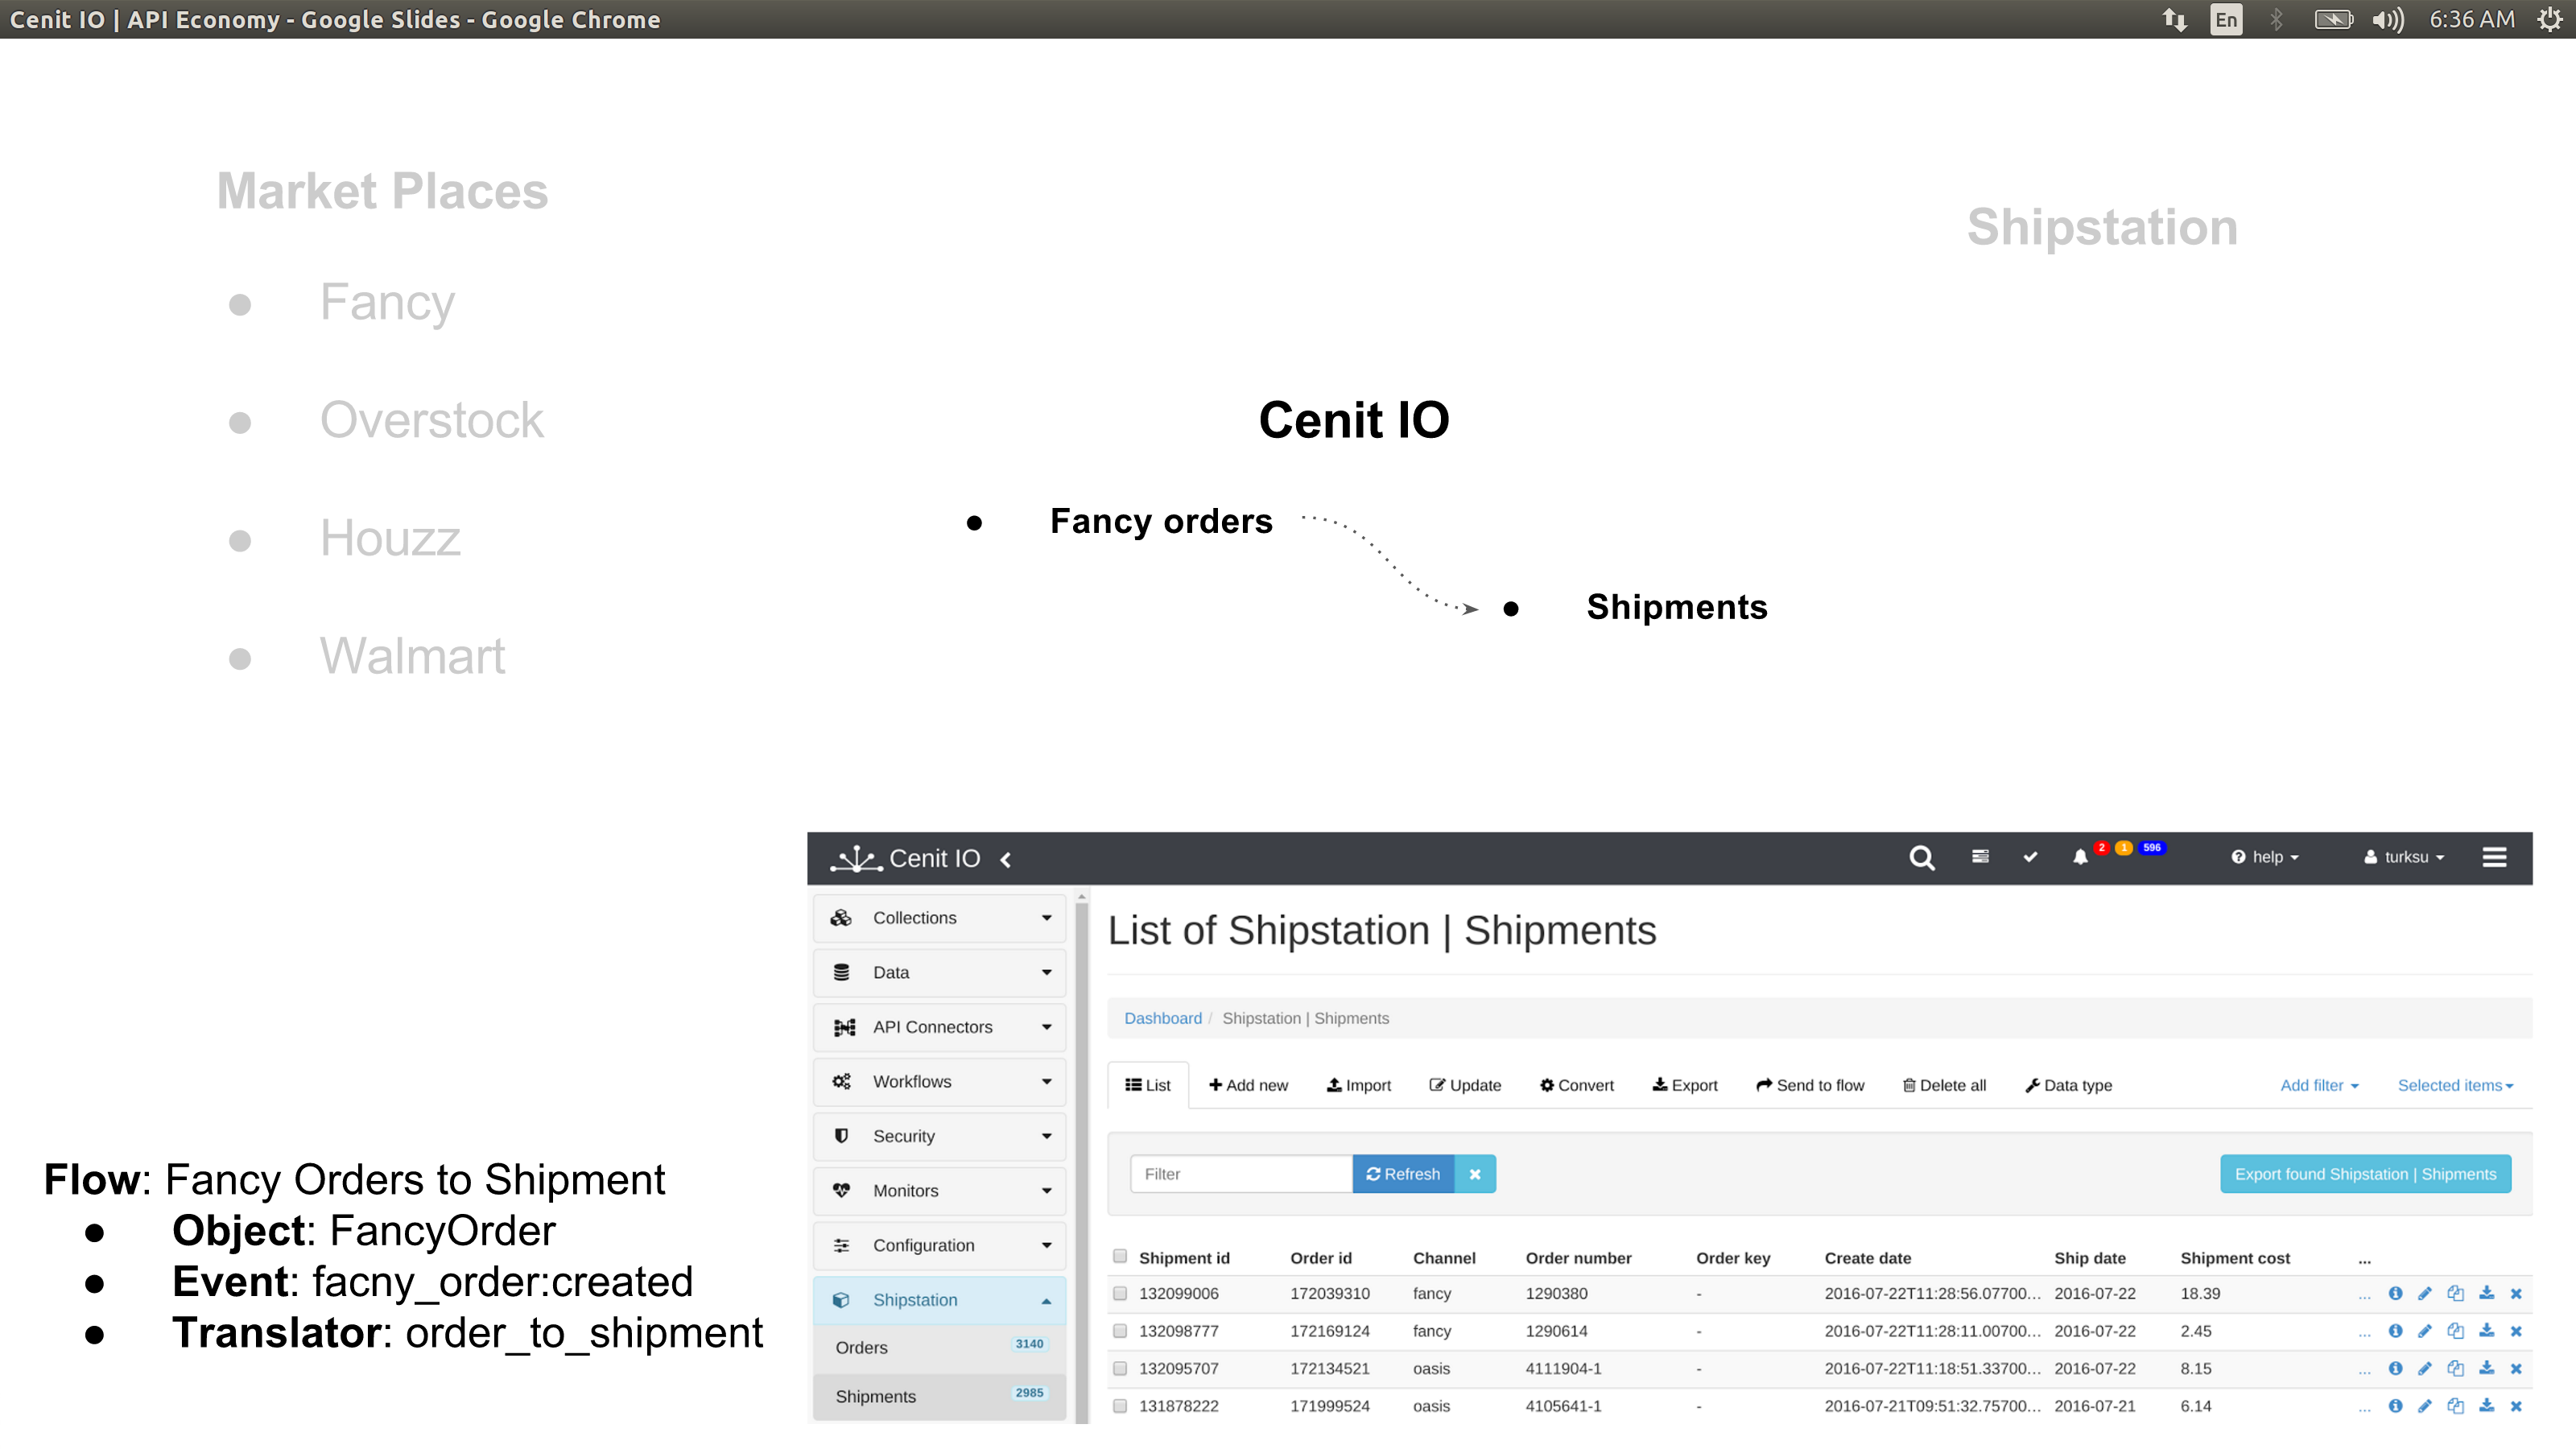 Cenit IO | API Economy - Google Slides - Google Chrome
En
6:36 AM
Market Places
● Fancy
● Overstock
● Houzz
● Walmart
Shipstation
Cenit IO
● Fancy orders
● Shipments
Flow: Fancy Orders to Shipment
● Object: FancyOrder
● Event: facny_order:created
● Translator: order_to_shipment
Cenit IO
2 1 596
help
turksu
Collections
Data
API Connectors
Workflows
Security
Monitors
Configuration
Shipstation
Orders 3140
Shipments 2985
List of Shipstation | Shipments
Dashboard / Shipstation | Shipments
List Add new Import Update Convert Export Send to flow Delete all Data type Add filter Selected items
Filter Refresh Export found Shipstation | Shipments
Shipment id Order id Channel Order number Order key Create date Ship date Shipment cost ...
132099006 172039310 fancy 1290380 - 2016-07-22T11:28:56.07700... 2016-07-22 18.39 ...
132098777 172169124 fancy 1290614 - 2016-07-22T11:28:11.00700... 2016-07-22 2.45 ...
132095707 172134521 oasis 4111904-1 - 2016-07-22T11:18:51.33700... 2016-07-22 8.15 ...
131878222 171999524 oasis 4105641-1 - 2016-07-21T09:51:32.75700... 2016-07-21 6.14 ...